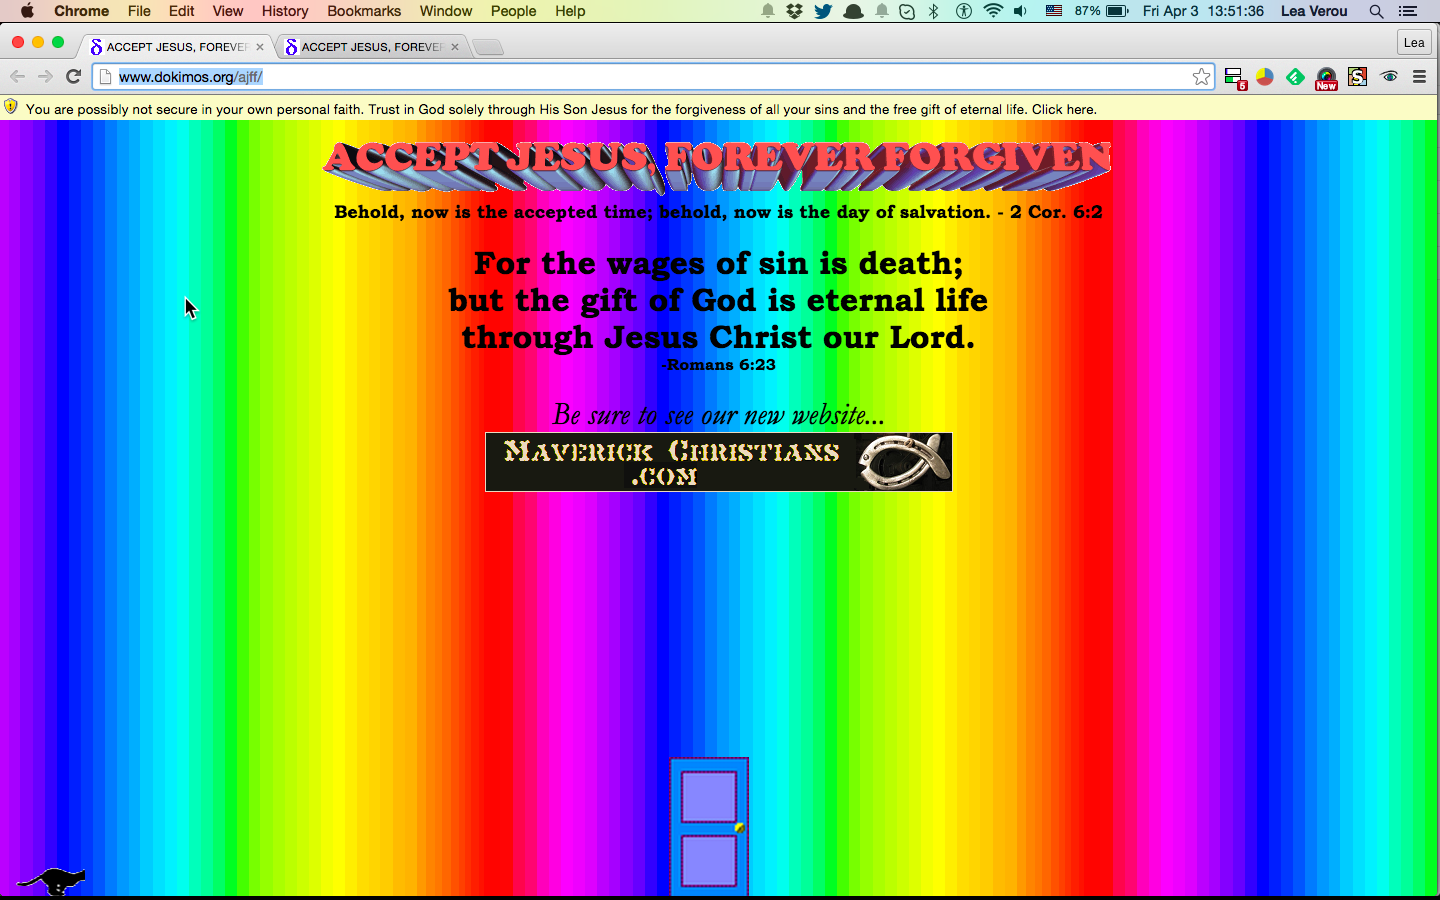 Chrome File Edit View History Bookmarks Window People Help 87% Fri Apr 3 13:51:36 Lea Verou
ACCEPT JESUS, FOREVER ACCEPT JESUS, FOREVER Lea
www.dokimos.org/ajff/ 5 New S
You are possibly not secure in your own personal faith. Trust in God solely through His Son Jesus for the forgiveness of all your sins and the free gift of eternal life. Click here.
ACCEPT JESUS, FOREVER FORGIVEN
Behold, now is the accepted time; behold, now is the day of salvation. - 2 Cor. 6:2
For the wages of sin is death;
but the gift of God is eternal life
through Jesus Christ our Lord.
-Romans 6:23
Be sure to see our new website...
MAVERICK CHRISTIANS
.COM